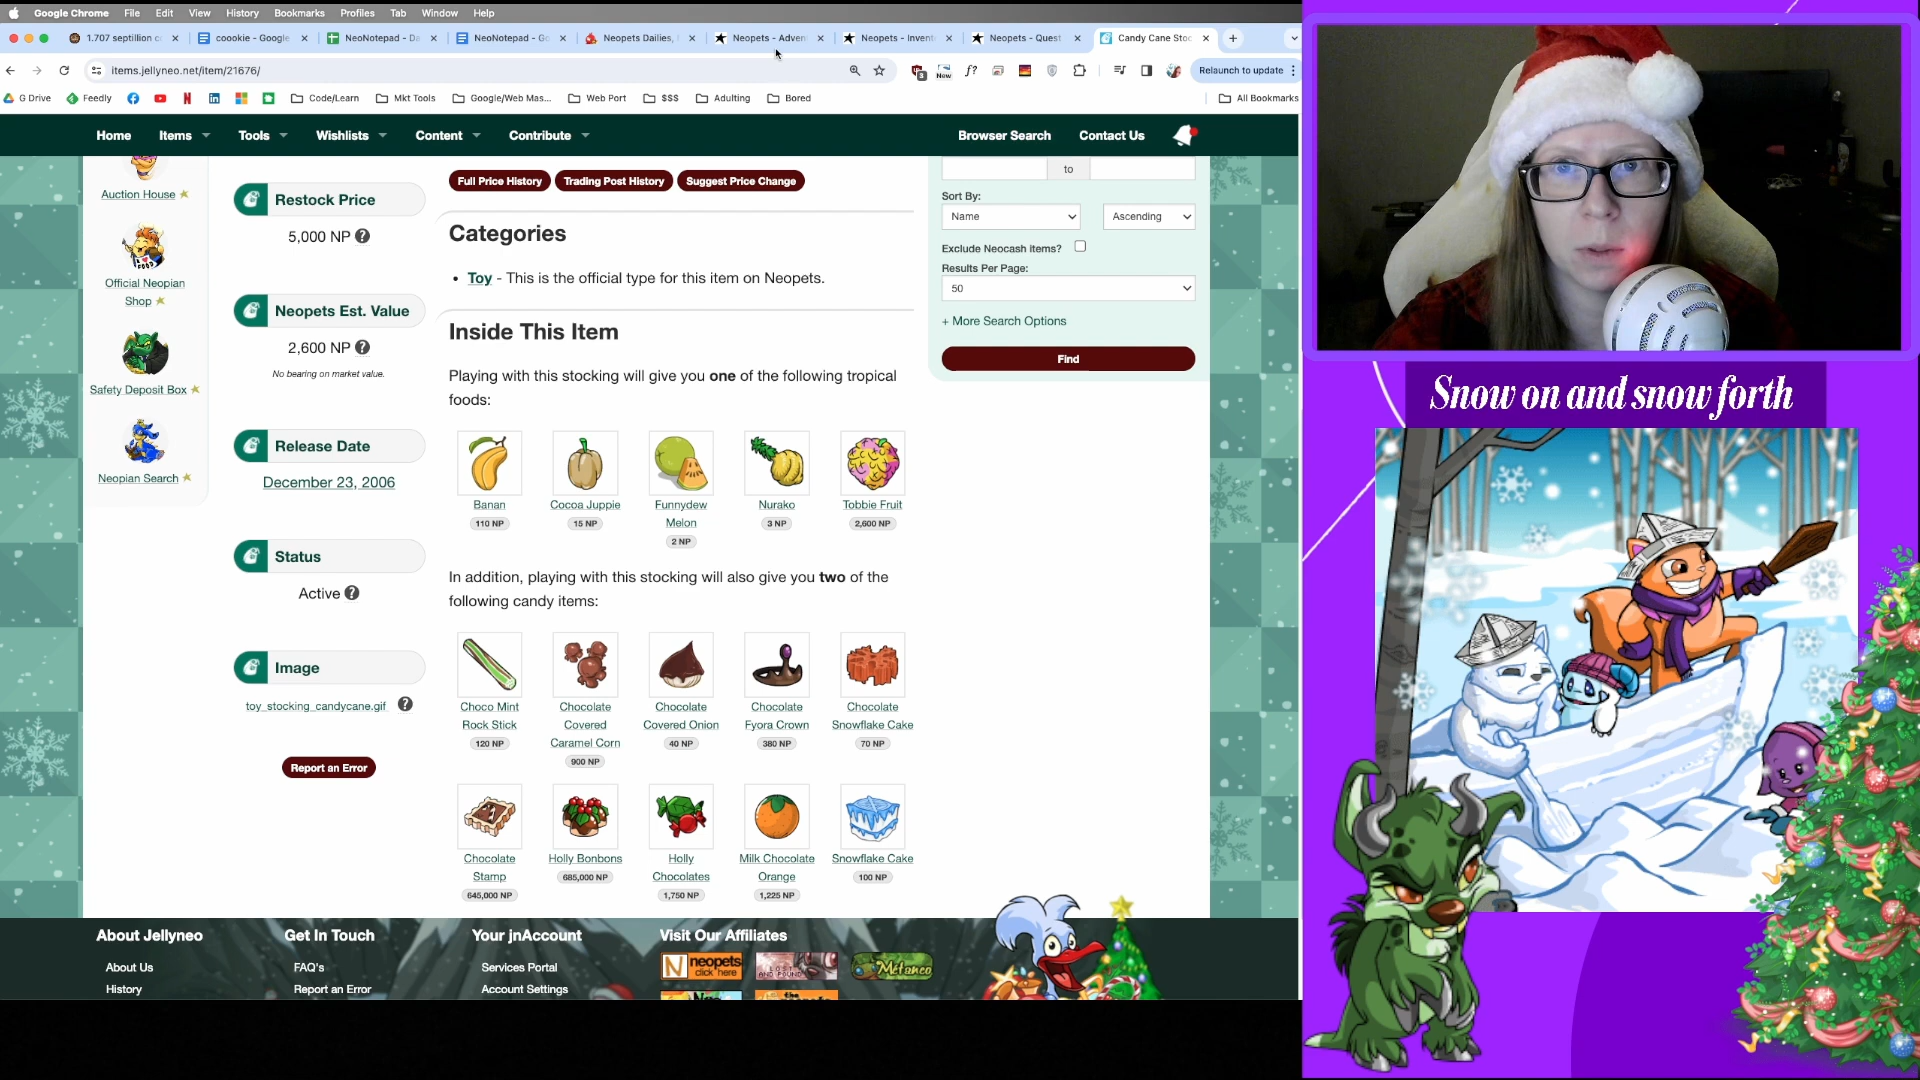 Google Chrome File Edit View History Bookmarks Profiles Tab Window Help
1.707 septillion c
coookie - Google
NeoNotepad - Da
NeoNotepad - Go
Neopets Dailies,
Neopets - Adven
Neopets - Invent
Neopets - Quest
Candy Cane Stoc
items.jellyneo.net/item/21676/
New
f?
Relaunch to update
G Drive
Feedly
Code/Learn
Mkt Tools
Google/Web Mas...
Web Port
$$$
Adulting
Bored
All Bookmarks
Home Items Tools Wishlists Content Contribute Browser Search Contact Us
Auction House
Official Neopian
Shop
Safety Deposit Box
Neopian Search
Restock Price
5,000 NP
Neopets Est. Value
2,600 NP
No bearing on market value.
Release Date
December 23, 2006
Status
Active
Image
toy_stocking_candycane.gif
Report an Error
Full Price History Trading Post History Suggest Price Change
Categories
• Toy - This is the official type for this item on Neopets.
Inside This Item
Playing with this stocking will give you one of the following tropical
foods:
Banan
110 NP
Cocoa Juppie
15 NP
Funnydew
Melon
2 NP
Nurako
3 NP
Tobbie Fruit
2,600 NP
In addition, playing with this stocking will also give you two of the
following candy items:
Choco Mint
Rock Stick
120 NP
Chocolate
Covered
Caramel Corn
900 NP
Chocolate
Covered Onion
40 NP
Chocolate
Fyora Crown
380 NP
Chocolate
Snowflake Cake
70 NP
Chocolate
Stamp
645,000 NP
Holly Bonbons
685,000 NP
Holly
Chocolates
1,750 NP
Milk Chocolate
Orange
1,225 NP
Snowflake Cake
100 NP
to
Sort By:
Name
Ascending
Exclude Neocash items?
Results Per Page:
50
+ More Search Options
Find
About Jellyneo
About Us
History
Get In Touch
FAQ's
Report an Error
Your jnAccount
Services Portal
Account Settings
Visit Our Affiliates
neopets
click here
Snow on and snow forth